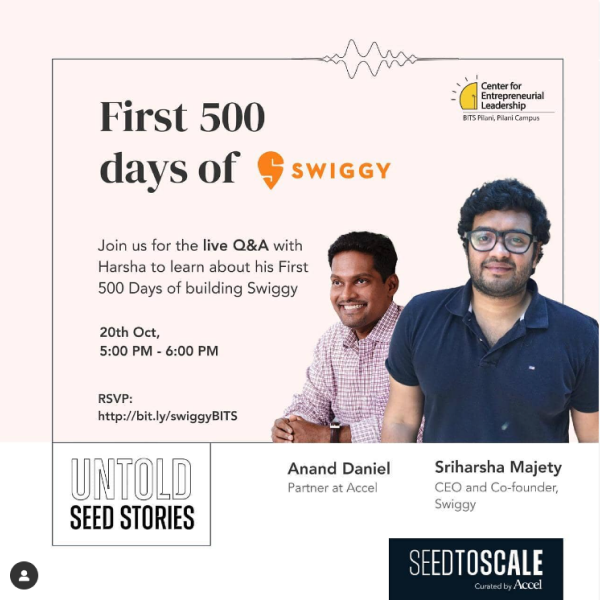 Center for
Entrepreneurial
Leadership
BITS Pilani, Pilani Campus
First 500
days of SWIGGY
Join us for the live Q&A with
Harsha to learn about his First
500 Days of building Swiggy
20th Oct,
5:00 PM - 6:00 PM
RSVP:
http://bit.ly/swiggyBITS
UNTOLD
SEED STORIES
Anand Daniel
Partner at Accel
Sriharsha Majety
CEO and Co-founder,
Swiggy
SEEDTOSCALE
Curated by Accel